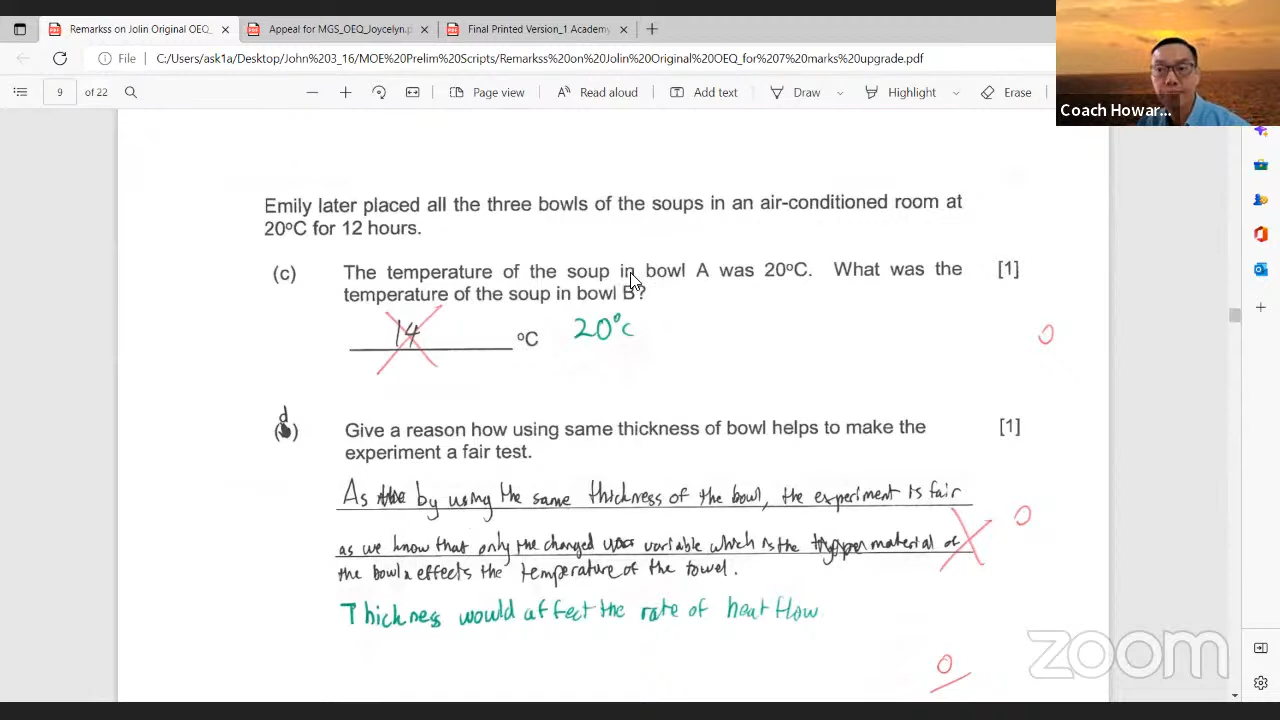 Remarkss on Jolin Original OEQ_
Appeal for MGS_OEQ_Joycelyn.p
Final Printed Version_1 Academy
File
C:/Users/ask1a/Desktop/John%203_16/MOE%20Prelim%20Scripts/Remarkss%20on%20Jolin%20Original%20OEQ_for%207%20marks%20upgrade.pdf
9 of 22
Page view
Read aloud
Add text
Draw
Highlight
Erase
Coach Howar...
Emily later placed all the three bowls of the soups in an air-conditioned room at
20°C for 12 hours.
(c) The temperature of the soup in bowl A was 20°C. What was the [1]
temperature of the soup in bowl B?
14 °C 20°C
0
d
Give a reason how using same thickness of bowl helps to make the [1]
experiment a fair test.
As by using the same thickness of the bowl, the experiment is fair
0
as we know that only the changed variable which is the material of
the bowl effects the temperature of the towel.
Thickness would affect the rate of heat flow
0
zoom